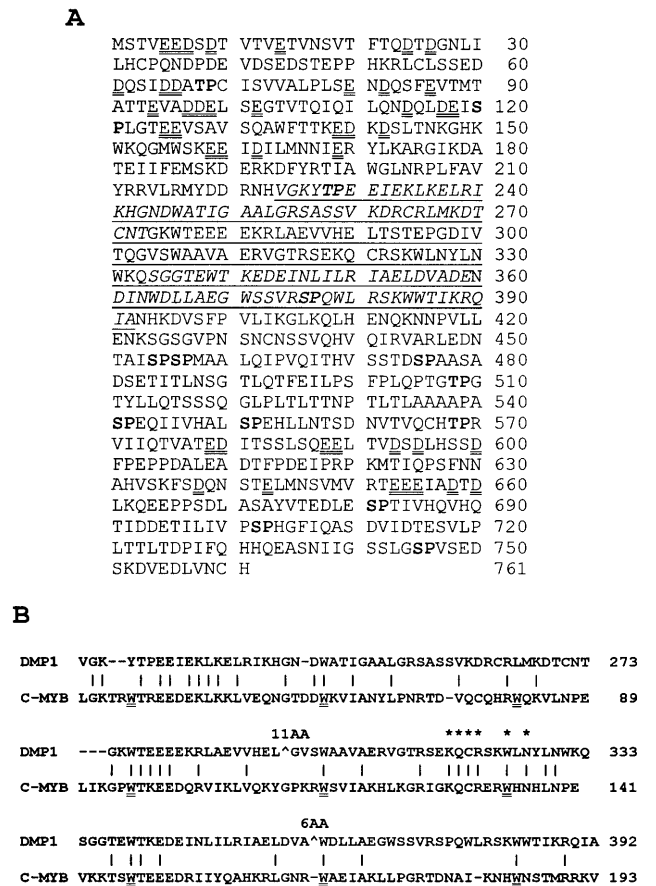 A
MSTVEEDSDT VTVETVNSVT FTQDTDGNLI 30
LHCPQNDPDE VDSEDSTEPP HKRLCLSSED 60
DQSIDDATPC ISVVALPLSE NDQSFEVTMT 90
ATTEVADDEL SEGTVTQIQI LQNDQLDEIS 120
PLGTEEVSAV SQAWFTTKED KDSLTNKGHK 150
WKQGMWSKEE IDILMNNIER YLKARGIKDA 180
TEIIFEMSKD ERKDFYRTIA WGLNRPLFAV 210
YRRVLRMYDD RNHVGKYTPE EIEKLKELRI 240
KHGNDWATIG AALGRSASSV KDRCRLMKDT 270
CNTGKWTEEE EKRLAEVVHE LTSTEPGDIV 300
TQGVSWAAVA ERVGTRSEKQ CRSKWLNYLN 330
WKQSGGTEWT KEDEINLILR IAELDVADEN 360
DINWDLLAEG WSSVRSPQWL RSKWWTIKRQ 390
IANHKDVSFP VLIKGLKQLH ENQKNNPVLL 420
ENKSGSGVPN SNCNSSVQHV QIRVARLEDN 450
TAISPSPMAA LQIPVQITHV SSTDSPAASA 480
DSETITLNSG TLQTFEILPS FPLQPTGTPG 510
TYLLQTSSSQ GLPLTLTTNP TLTLAAAAPA 540
SPEQIIVHAL SPEHLLNTSD NVTVQCHTPR 570
VIIQTVATED ITSSLSQEEL TVDSDLHSSD 600
FPEPPDALEA DTFPDEIPRP KMTIQPSFNN 630
AHVSKFSDQN STELMNSVMV RTEEEIADTD 660
LKQEEPPSDL ASAYVTEDLE SPTIVHQVHQ 690
TIDDETILIV PSPHGFIQAS DVIDTESVLP 720
LTTLTDPIFQ HHQEASNIIG SSLGSPVSED 750
SKDVEDLVNC H 761
B
DMP1 VGK--YTPEEIEKLKELRIKHGN-DWATIGAALGRSASSVKDRCRLMKDTCNT 273
C-MYB LGKTRWTREEDEKLKKLVEQNGTDDWKVIANYLPNRTD-VQCQHRWQKVLNPE 89
11AA **** * *
DMP1 ---GKWTEEEEKRLAEVVHEL^GVSWAAVAERVGTRSEKQCRSKWLNYLNWKQ 333
C-MYB LIKGPWTKEEDQRVIKLVQKYGPKRWSVIAKHLKGRIGKQCRERWHNHLNPE 141
6AA
DMP1 SGGTEWTKEDEINLILRIAELDVA^WDLLAEGWSSVRSPQWLRSKWWTIKRQIA 392
C-MYB VKKTSWTEEEDRIIYQAHKRLGNR-WAEIAKLLPGRTDNAI-KNHWNSTMRRKV 193